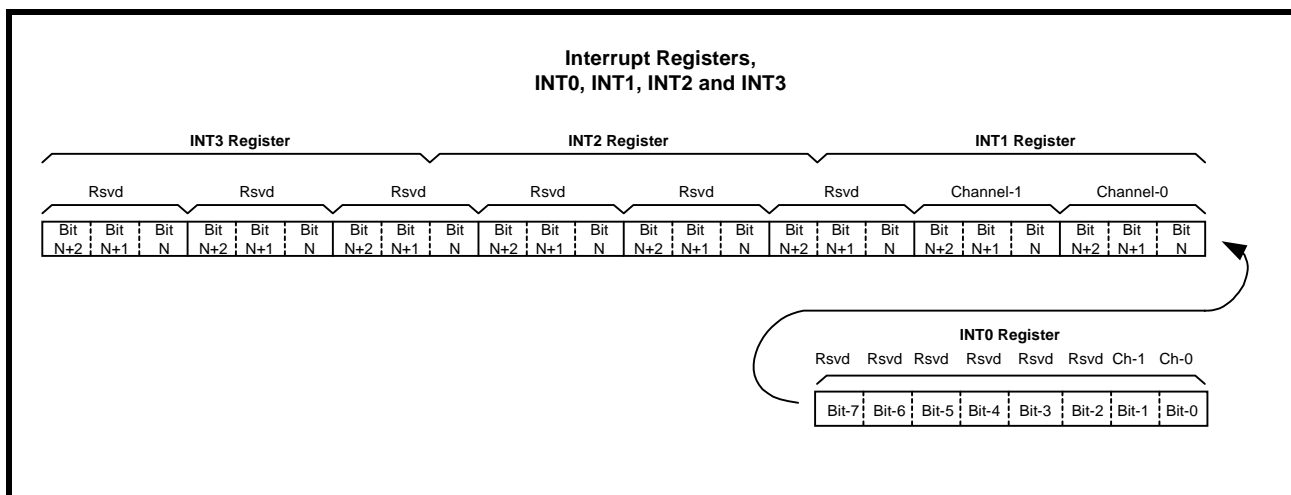 Interrupt Registers,
INT0, INT1, INT2 and INT3
INT3 Register INT2 Register INT1 Register
Rsvd Rsvd Rsvd Rsvd Rsvd Rsvd Channel-1 Channel-0
Bit Bit Bit Bit Bit Bit Bit Bit Bit Bit Bit Bit Bit Bit Bit Bit Bit Bit Bit Bit Bit Bit Bit Bit
N+2 N+1 N N+2 N+1 N N+2 N+1 N N+2 N+1 N N+2 N+1 N N+2 N+1 N N+2 N+1 N N+2 N+1 N
INT0 Register
Rsvd Rsvd Rsvd Rsvd Rsvd Rsvd Ch-1 Ch-0
Bit-7 Bit-6 Bit-5 Bit-4 Bit-3 Bit-2 Bit-1 Bit-0